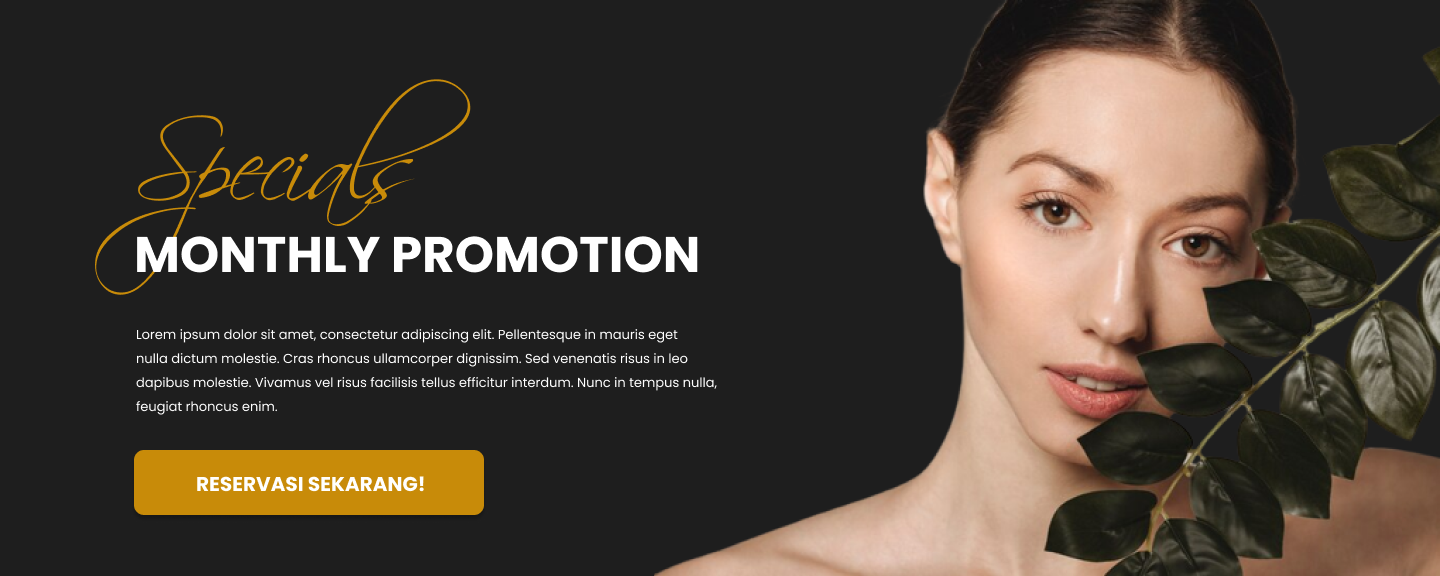 Specials
MONTHLY PROMOTION
Lorem ipsum dolor sit amet, consectetur adipiscing elit. Pellentesque in mauris eget
nulla dictum molestie. Cras rhoncus ullamcorper dignissim. Sed venenatis risus in leo
dapibus molestie. Vivamus vel risus facilisis tellus efficitur interdum. Nunc in tempus nulla,
feugiat rhoncus enim.
RESERVASI SEKARANG!